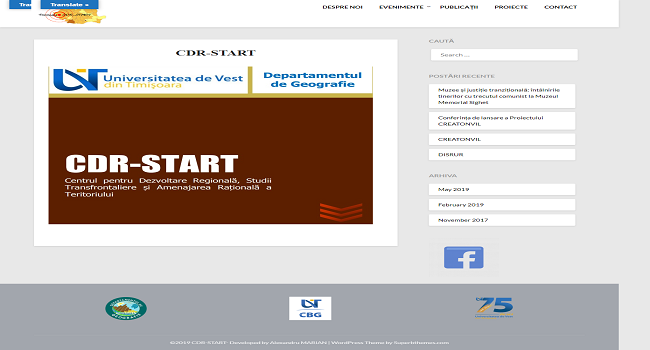 Translate »
DESPRE NOI
EVENIMENTE
PUBLICAȚII
PROIECTE
CONTACT
CDR-START
UVT
Universitatea de Vest
din Timișoara
Departamentul
de Geografie
CDR-START
Centrul pentru Dezvoltare Regională, Studii
Transfrontaliere și Amenajarea Rațională a
Teritoriului
CAUTĂ
Search …
POSTĂRI RECENTE
Muzee și justiție tranzițională: întâlnirile
tinerilor cu trecutul comunist la Muzeul
Memorial Sighet
Conferința de lansare a Proiectului
CREATONVIL
CREATONVIL
DISRUR
ARHIVA
May 2019
February 2019
November 2017
f
UVT
CBG
75
©2019 CDR-START Developed by Alexandru MARIAN | WordPress Theme by Superbthemes.com